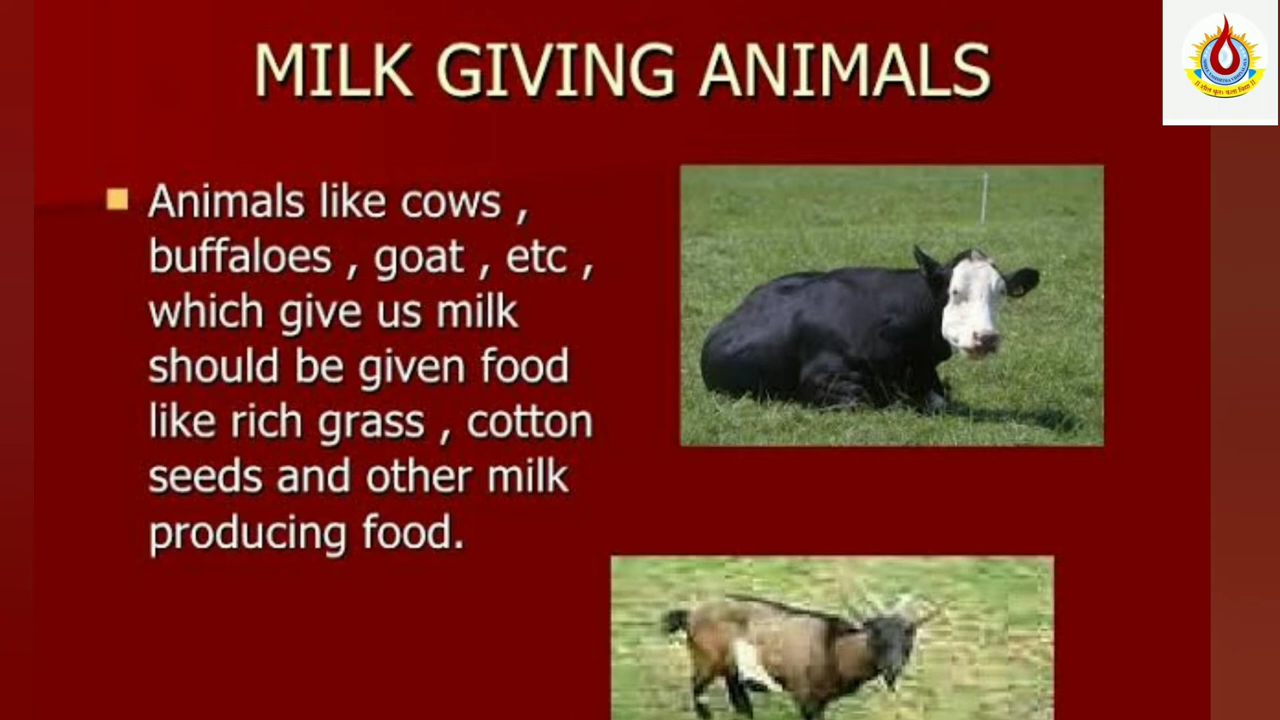 MILK GIVING ANIMALS
Animals like cows ,
buffaloes , goat , etc ,
which give us milk
should be given food
like rich grass , cotton
seeds and other milk
producing food.